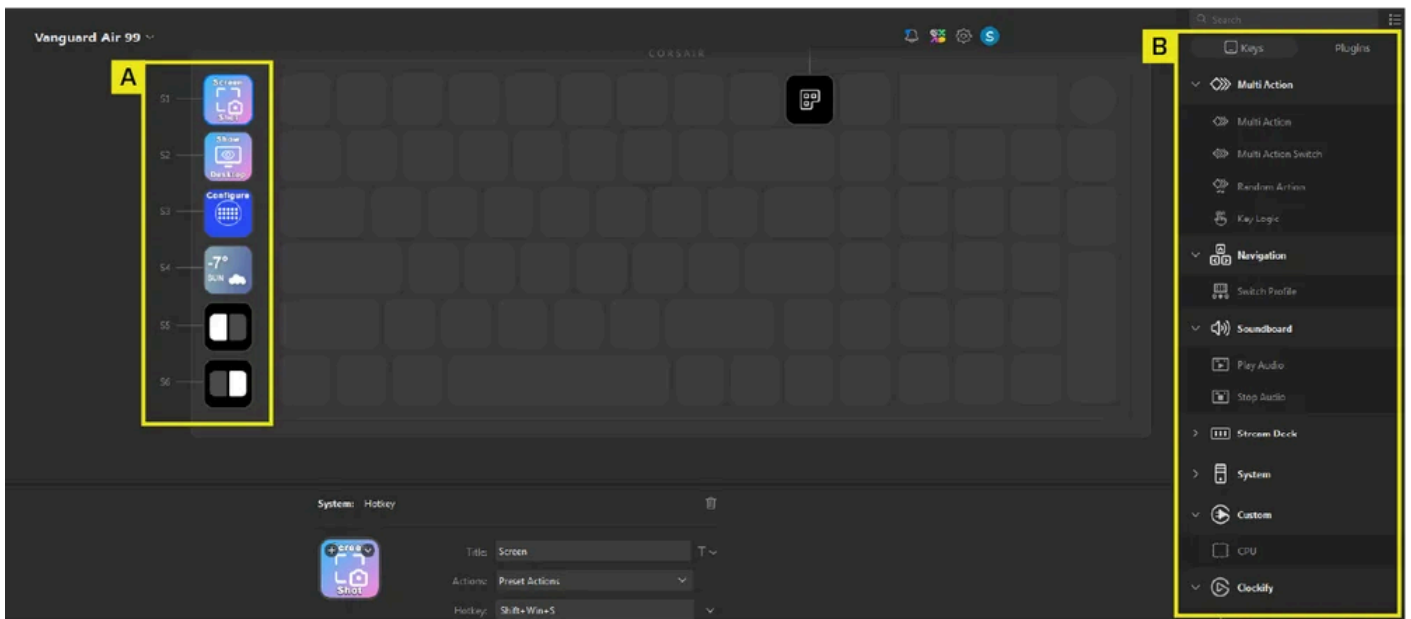 Vanguard Air 99
S
CORSAIR
A
S1
Screen
Shot
S2
Show
Desktop
S3
Configure
S4
-7°
SUN
S5
S6
B
Search
Keys
Plugins
Multi Action
Multi Action
Multi Action Switch
Random Action
Key Logic
Navigation
Switch Profile
Soundboard
Play Audio
Stop Audio
Stream Deck
System
Custom
CPU
Clockify
System: Hotkey
Shot
Title: Screen
T
Actions: Preset Actions
Hotkey: Shift+Win+S